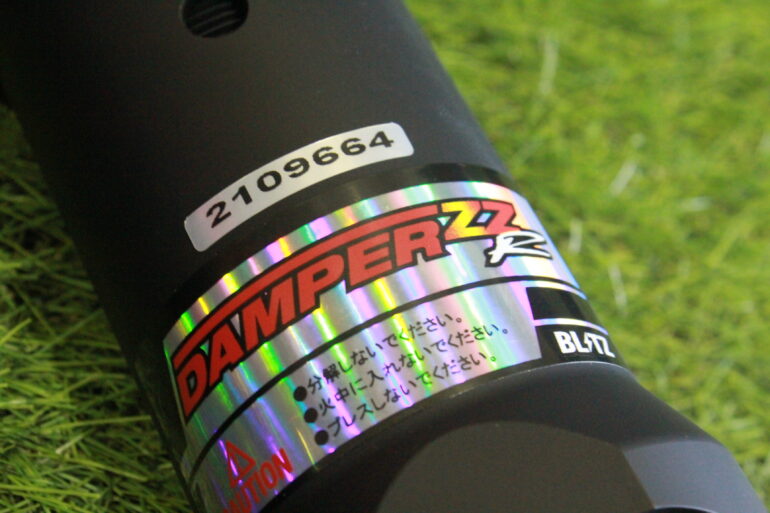 2109664
DAMPER ZZ R
●分解しないでください。
●火中に入れないでください。
●プレスしないでください。
BLITZ
CAUTION